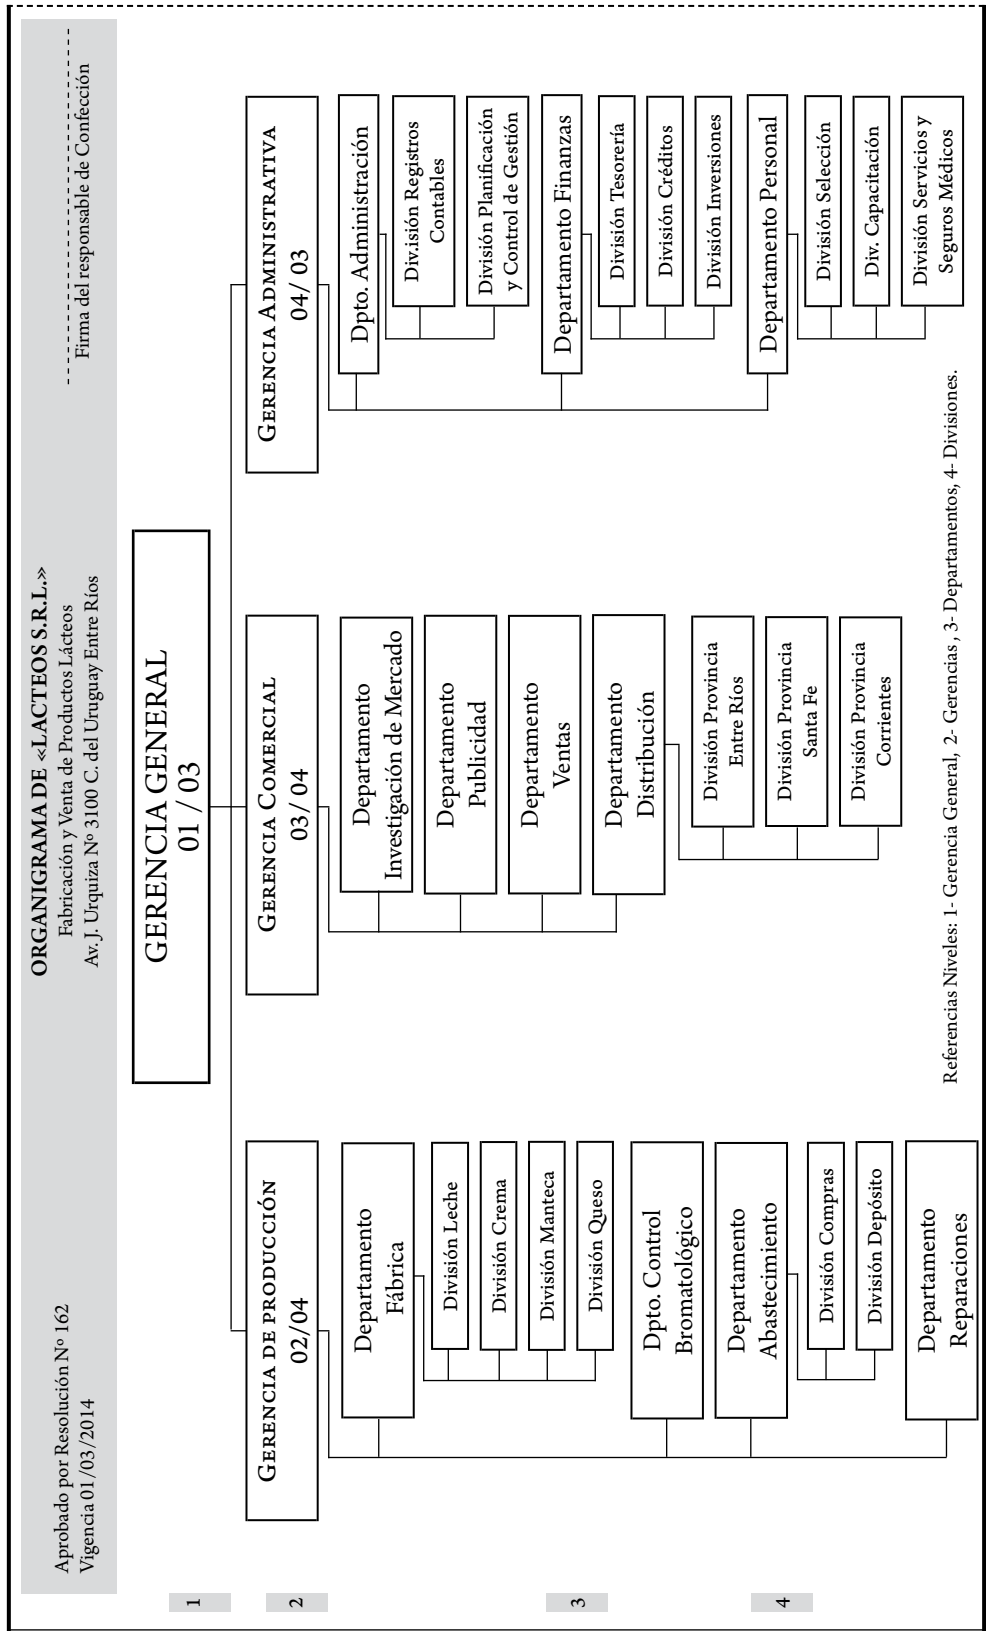 ORGANIGRAMA DE «LACTEOS S.R.L.»
Fabricación y Venta de Productos Lácteos
Av. J. Urquiza Nº 3100 C. del Uruguay Entre Ríos
Aprobado por Resolución Nº 162
Vigencia 01/03/2014
Firma del responsable de Confección
1
GERENCIA GENERAL
01 / 03
2
Gerencia de producción
02/04
Gerencia Comercial
03/ 04
Gerencia Administrativa
04/ 03
3
4
Departamento
Fábrica
División Leche
División Crema
División Manteca
División Queso
Dpto. Control
Bromatológico
Departamento
Abastecimiento
División Compras
División Depósito
Departamento
Reparaciones
Departamento
Investigación de Mercado
Departamento
Publicidad
Departamento
Ventas
Departamento
Distribución
División Provincia
Entre Ríos
División Provincia
Santa Fe
División Provincia
Corrientes
Dpto. Administración
Div.isión Registros
Contables
División Planificación
y Control de Gestión
Departamento Finanzas
División Tesorería
División Créditos
División Inversiones
Departamento Personal
División Selección
Div. Capacitación
División Servicios y
Seguros Médicos
Referencias Niveles: 1- Gerencia General, 2- Gerencias , 3- Departamentos, 4- Divisiones.